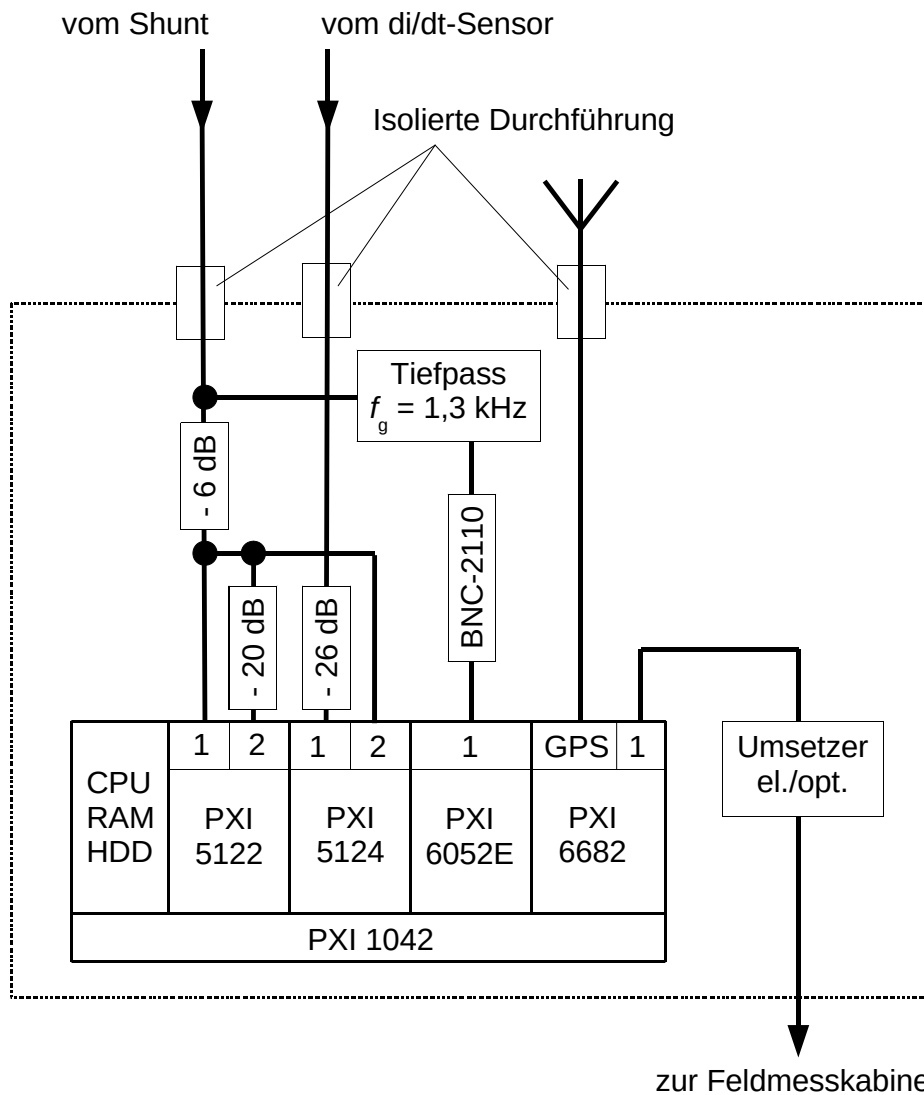 vom Shunt
vom di/dt-Sensor
Isolierte Durchführung
Tiefpass
fg = 1,3 kHz
- 6 dB
BNC-2110
- 20 dB
- 26 dB
1
2
1
2
1
GPS
1
Umsetzer
el./opt.
CPU
RAM
HDD
PXI
5122
PXI
5124
PXI
6052E
PXI
6682
PXI 1042
zur Feldmesskabine